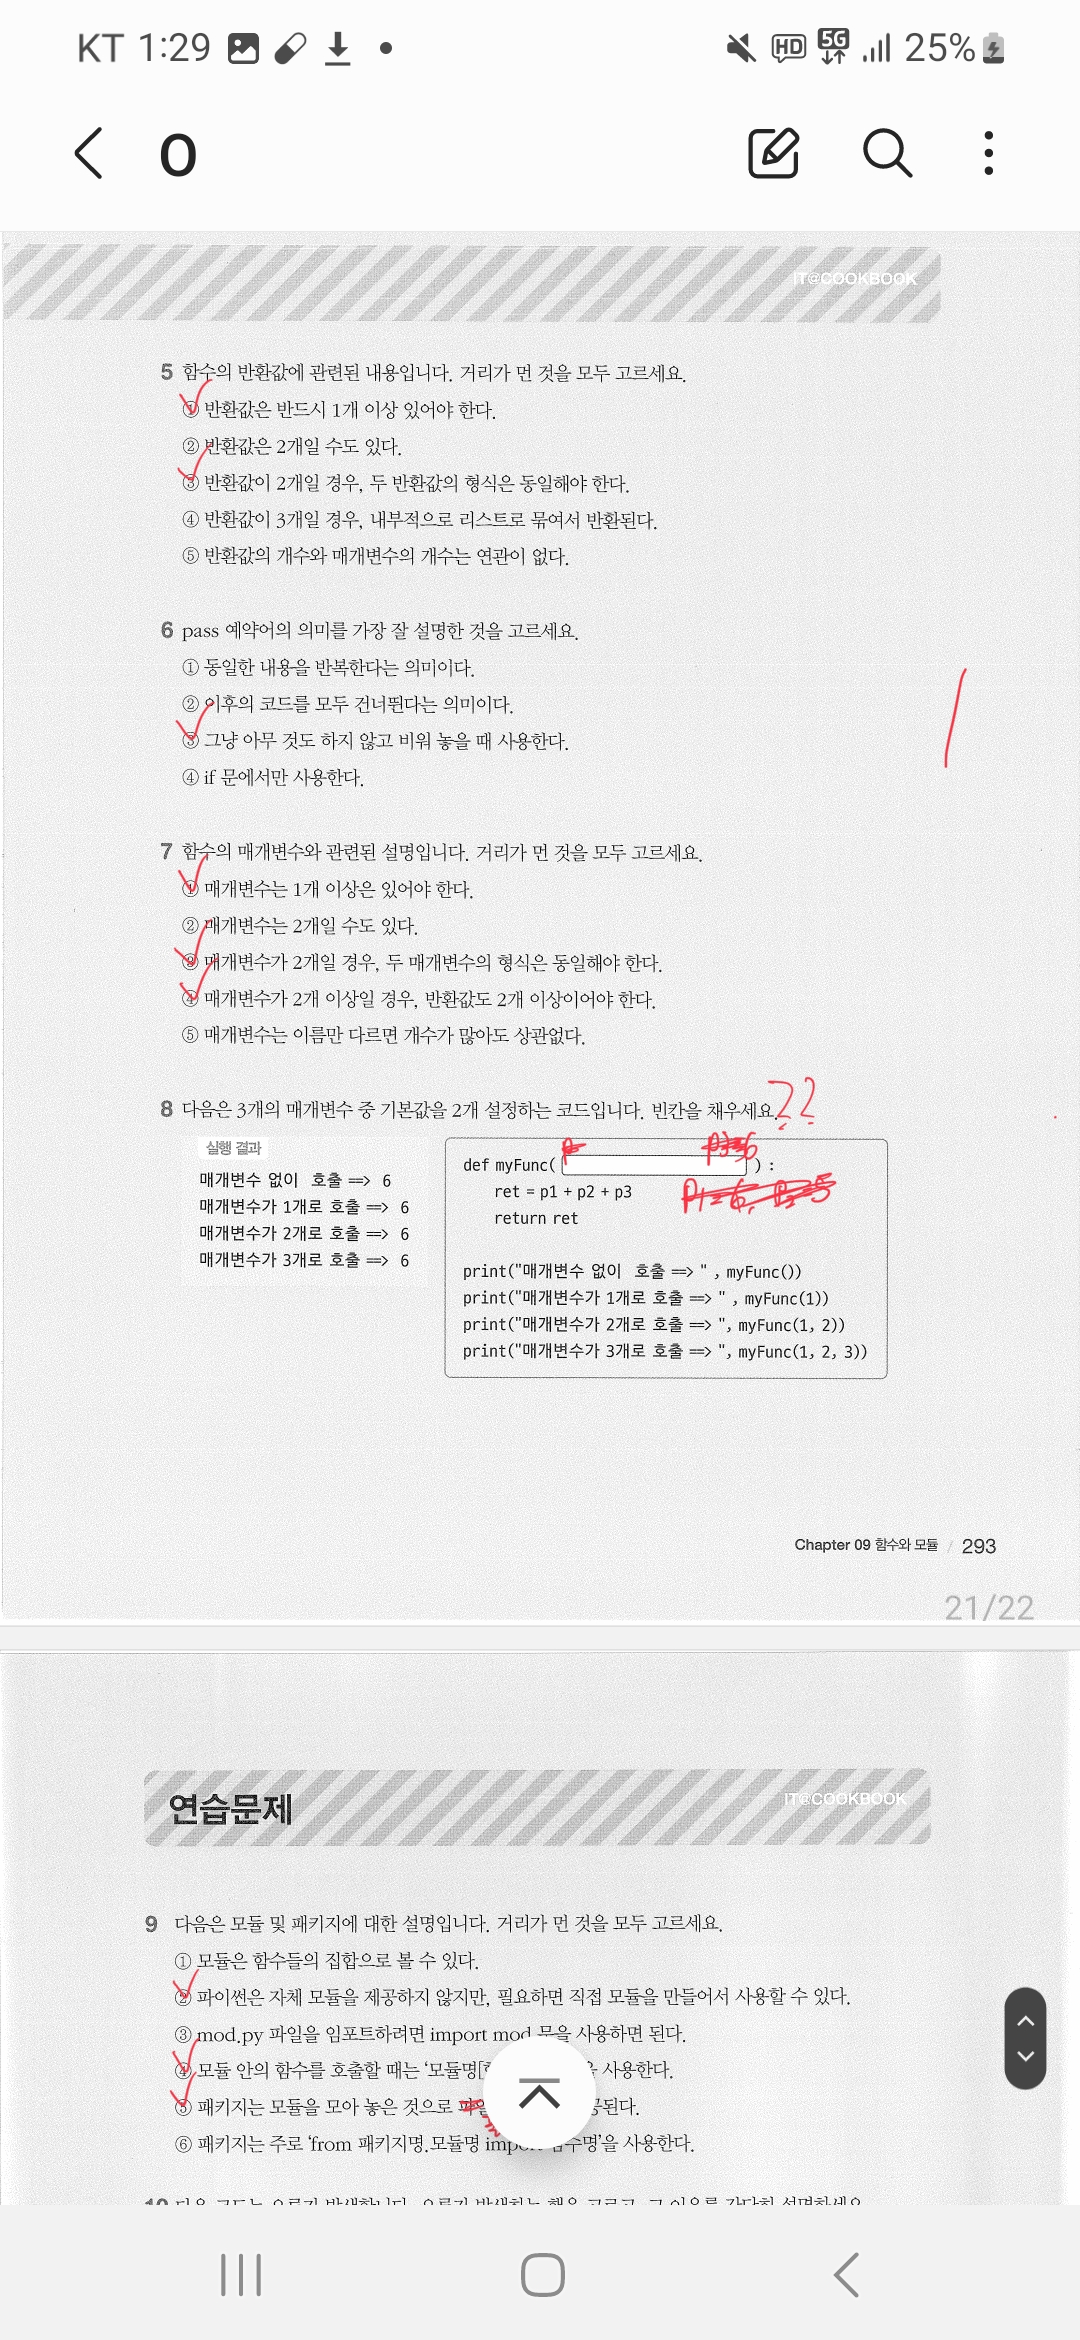 KT 1:29
HD 5G 25%
O
IT@COOKBOOK
5 함수의 반환값에 관련된 내용입니다. 거리가 먼 것을 모두 고르세요.
① 반환값은 반드시 1개 이상 있어야 한다.
② 반환값은 2개일 수도 있다.
③ 반환값이 2개일 경우, 두 반환값의 형식은 동일해야 한다.
④ 반환값이 3개일 경우, 내부적으로 리스트로 묶여서 반환된다.
⑤ 반환값의 개수와 매개변수의 개수는 연관이 없다.
6 pass 예약어의 의미를 가장 잘 설명한 것을 고르세요.
① 동일한 내용을 반복한다는 의미이다.
② 이후의 코드를 모두 건너뛴다는 의미이다.
③ 그냥 아무 것도 하지 않고 비워 놓을 때 사용한다.
④ if 문에서만 사용한다.
7 함수의 매개변수와 관련된 설명입니다. 거리가 먼 것을 모두 고르세요.
① 매개변수는 1개 이상은 있어야 한다.
② 매개변수는 2개일 수도 있다.
③ 매개변수가 2개일 경우, 두 매개변수의 형식은 동일해야 한다.
④ 매개변수가 2개 이상일 경우, 반환값도 2개 이상이어야 한다.
⑤ 매개변수는 이름만 다르면 개수가 많아도 상관없다.
8 다음은 3개의 매개변수 중 기본값을 2개 설정하는 코드입니다. 빈칸을 채우세요. ??
실행 결과
매개변수 없이 호출 ==> 6
매개변수가 1개로 호출 ==> 6
매개변수가 2개로 호출 ==> 6
매개변수가 3개로 호출 ==> 6
def myFunc( ) :
ret = p1 + p2 + p3
return ret
print("매개변수 없이 호출 ==> " , myFunc())
print("매개변수가 1개로 호출 ==> " , myFunc(1))
print("매개변수가 2개로 호출 ==> ", myFunc(1, 2))
print("매개변수가 3개로 호출 ==> ", myFunc(1, 2, 3))
Chapter 09 함수와 모듈 / 293
21/22
연습문제
IT@COOKBOOK
9 다음은 모듈 및 패키지에 대한 설명입니다. 거리가 먼 것을 모두 고르세요.
① 모듈은 함수들의 집합으로 볼 수 있다.
② 파이썬은 자체 모듈을 제공하지 않지만, 필요하면 직접 모듈을 만들어서 사용할 수 있다.
③ mod.py 파일을 임포트하려면 import mod 문을 사용하면 된다.
④ 모듈 안의 함수를 호출할 때는 '모듈명[ 사용한다.
⑤ 패키지는 모듈을 모아 놓은 것으로 된다.
⑥ 패키지는 주로 'from 패키지명.모듈명 import 함수명'을 사용한다.